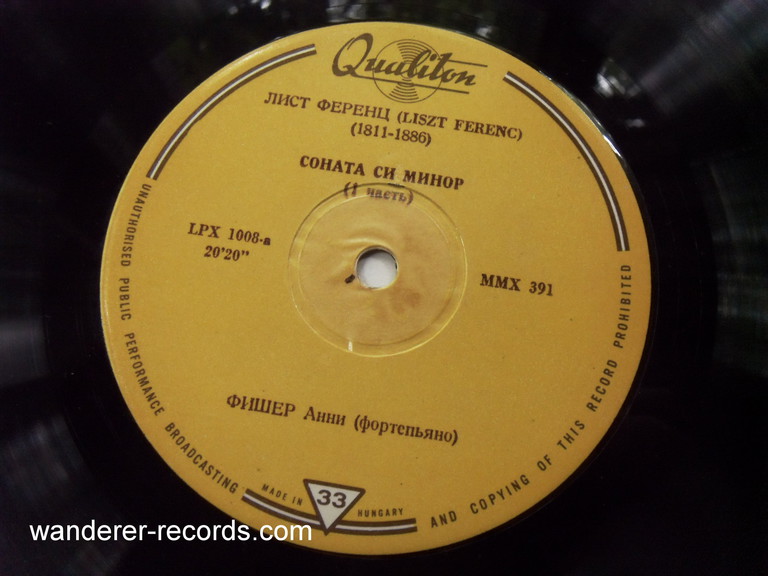 Qualiton
ЛИСТ ФЕРЕНЦ (LISZT FERENC)
(1811-1886)
СОНАТА СИ МИНОР
(1 часть)
LPX 1008-a
20'20"
MMX 391
ФИШЕР Анни (фортепьяно)
UNAUTHORISED PUBLIC PERFORMANCE BROADCASTING
AND COPYING OF THIS RECORD PROHIBITED
MADE IN 33 HUNGARY
wanderer-records.com